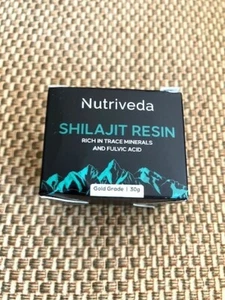 Nutriveda
SHILAJIT RESIN
RICH IN TRACE MINERALS
AND FULVIC ACID
Gold Grade | 30g